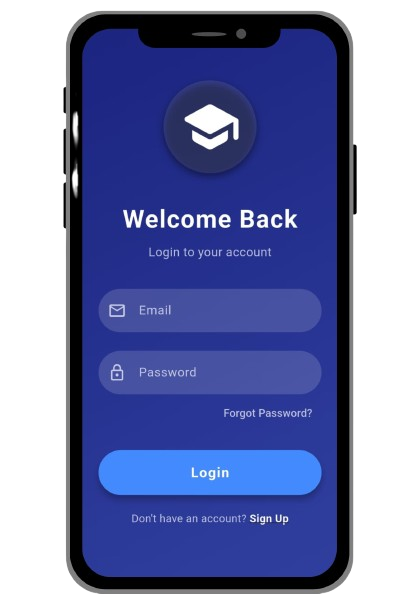 Welcome Back
Login to your account
Email
Password
Forgot Password?
Login
Don't have an account? Sign Up